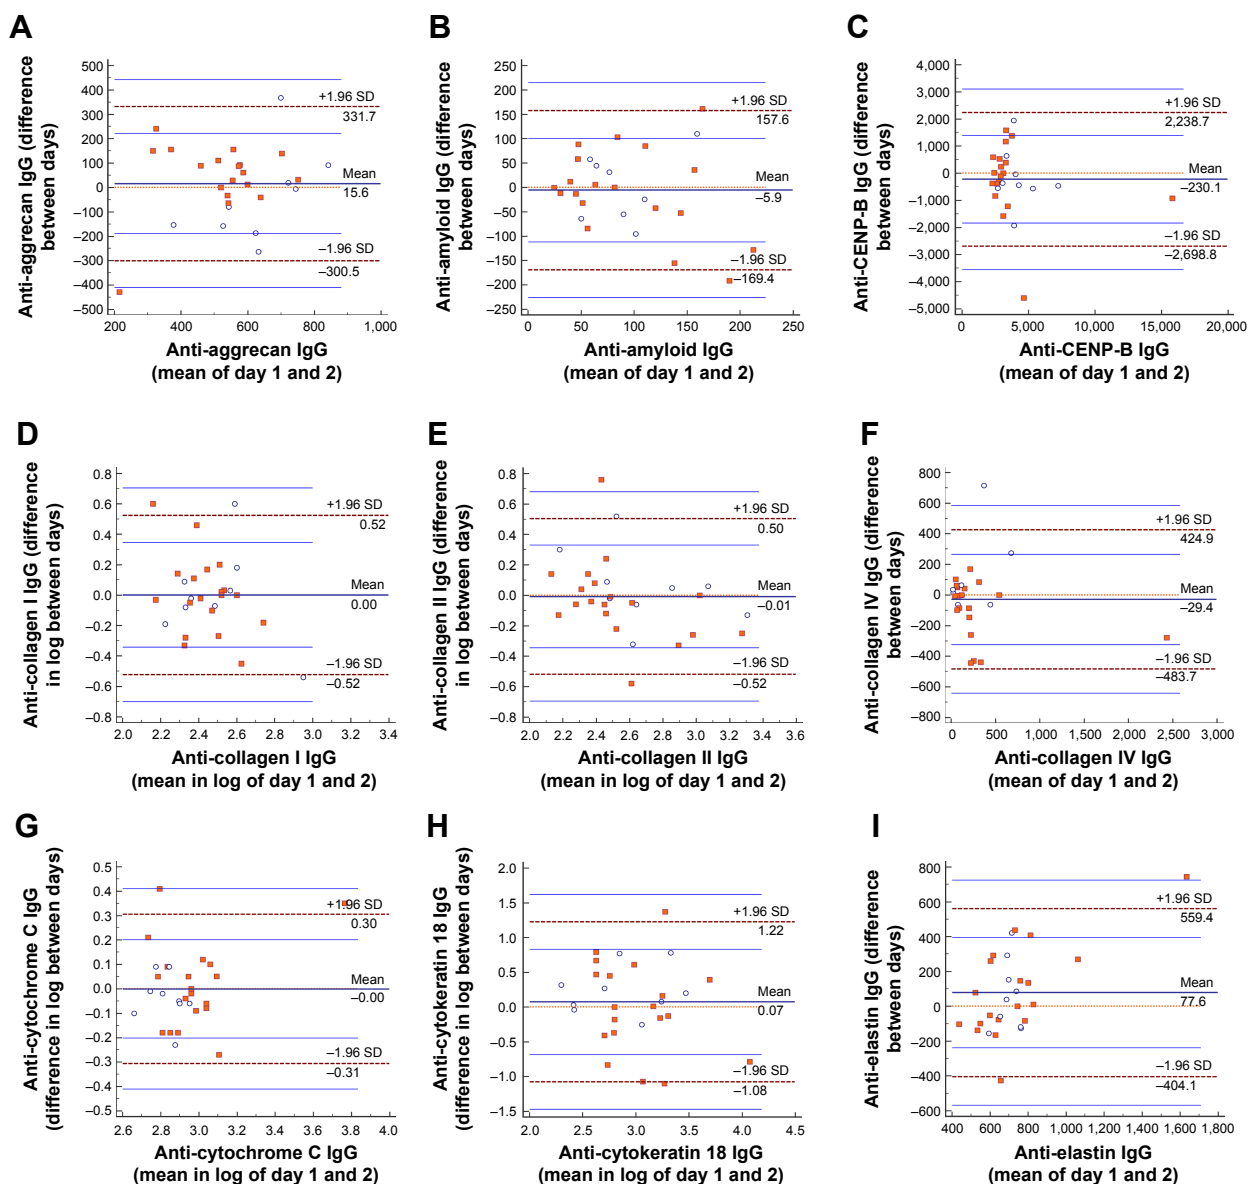 A
Anti-aggrecan IgG (difference
between days)
500
400
300
200
100
0
–100
–200
–300
–400
–500
+1.96 SD
331.7
Mean
15.6
–1.96 SD
–300.5
200
400
600
800
1,000
Anti-aggrecan IgG
(mean of day 1 and 2)
B
Anti-amyloid IgG (difference
between days)
250
200
150
100
50
0
–50
–100
–150
–200
–250
+1.96 SD
157.6
Mean
–5.9
–1.96 SD
–169.4
0
50
100
150
200
250
Anti-amyloid IgG
(mean of day 1 and 2)
C
Anti-CENP-B IgG (difference
between days)
4,000
3,000
2,000
1,000
0
–1,000
–2,000
–3,000
–4,000
–5,000
+1.96 SD
2,238.7
Mean
–230.1
–1.96 SD
–2,698.8
0
5,000
10,000
15,000
20,000
Anti-CENP-B IgG
(mean of day 1 and 2)
D
Anti-collagen I IgG (difference
in log between days)
0.8
0.6
0.4
0.2
0.0
–0.2
–0.4
–0.6
–0.8
+1.96 SD
0.52
Mean
0.00
–1.96 SD
–0.52
2.0
2.2
2.4
2.6
2.8
3.0
3.2
3.4
Anti-collagen I IgG
(mean in log of day 1 and 2)
E
Anti-collagen II IgG (difference
in log between days)
0.8
0.6
0.4
0.2
0.0
–0.2
–0.4
–0.6
–0.8
+1.96 SD
0.50
Mean
–0.01
–1.96 SD
–0.52
2.0
2.2
2.4
2.6
2.8
3.0
3.2
3.4
3.6
Anti-collagen II IgG
(mean in log of day 1 and 2)
F
Anti-collagen IV IgG (difference
between days)
800
600
400
200
0
–200
–400
–600
–800
+1.96 SD
424.9
Mean
–29.4
–1.96 SD
–483.7
0
500
1,000
1,500
2,000
2,500
3,000
Anti-collagen IV IgG
(mean of day 1 and 2)
G
Anti-cytochrome C IgG
(difference in log between days)
0.5
0.4
0.3
0.2
0.1
0.0
–0.1
–0.2
–0.3
–0.4
–0.5
+1.96 SD
0.30
Mean
–0.00
–1.96 SD
–0.31
2.6
2.8
3.0
3.2
3.4
3.6
3.8
4.0
Anti-cytochrome C IgG
(mean in log of day 1 and 2)
H
Anti-cytokeratin 18 IgG
(difference in log between days)
2.0
1.5
1.0
0.5
0.0
–0.5
–1.0
–1.5
+1.96 SD
1.22
Mean
0.07
–1.96 SD
–1.08
2.0
2.5
3.0
3.5
4.0
4.5
Anti-cytokeratin 18 IgG
(mean in log of day 1 and 2)
I
Anti-elastin IgG (difference
between days)
800
600
400
200
0
–200
–400
–600
+1.96 SD
559.4
Mean
77.6
–1.96 SD
–404.1
400
600
800
1,000
1,200
1,400
1,600
1,800
Anti-elastin IgG
(mean of day 1 and 2)